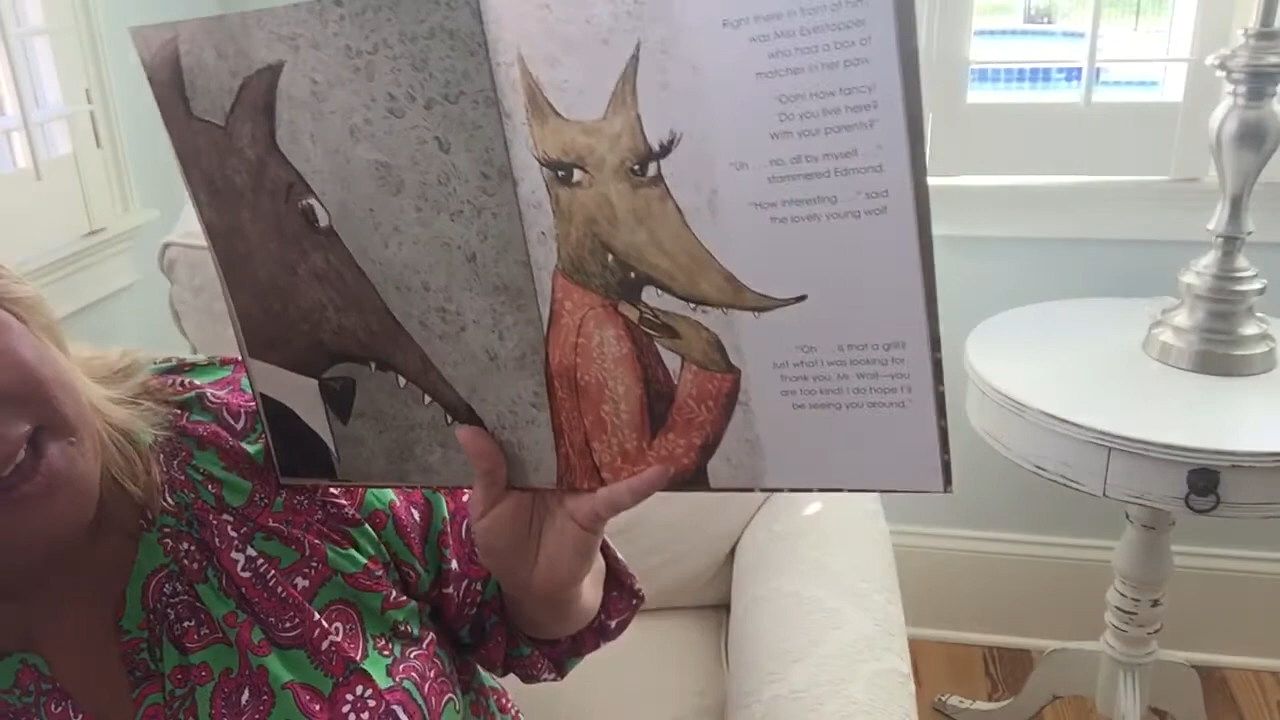 Right there in front of him
was Miss Eyestopper
who had a box of
matches in her paw.
"Ooh! How fancy!
Do you live here?
With your parents?"
"Uh . . . no, all by myself . . ."
stammered Edmond.
"How interesting . . ." said
the lovely young wolf.
"Oh . . . is that a grill?
Just what I was looking for,
thank you, Mr. Wolf—you
are too kind! I do hope I'll
be seeing you around."